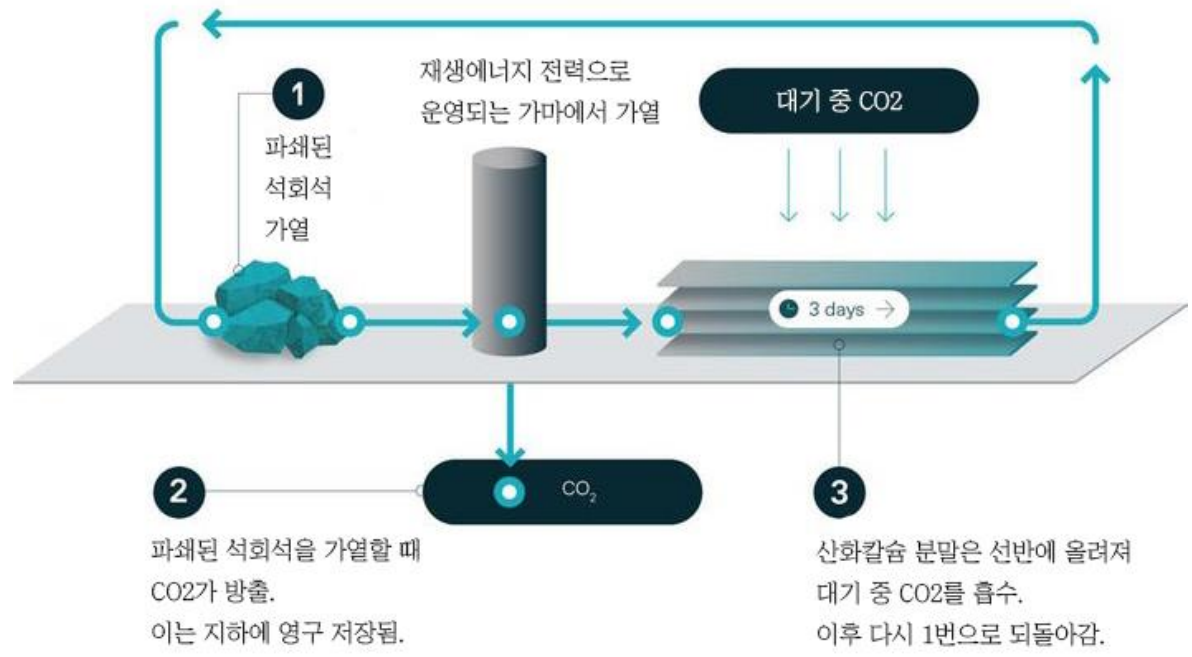 1
파쇄된
석회석
가열
재생에너지 전력으로
운영되는 가마에서 가열
대기 중 CO2
3 days
2
CO₂
파쇄된 석회석을 가열할 때
CO2가 방출.
이는 지하에 영구 저장됨.
3
산화칼슘 분말은 선반에 올려져
대기 중 CO2를 흡수.
이후 다시 1번으로 되돌아감.